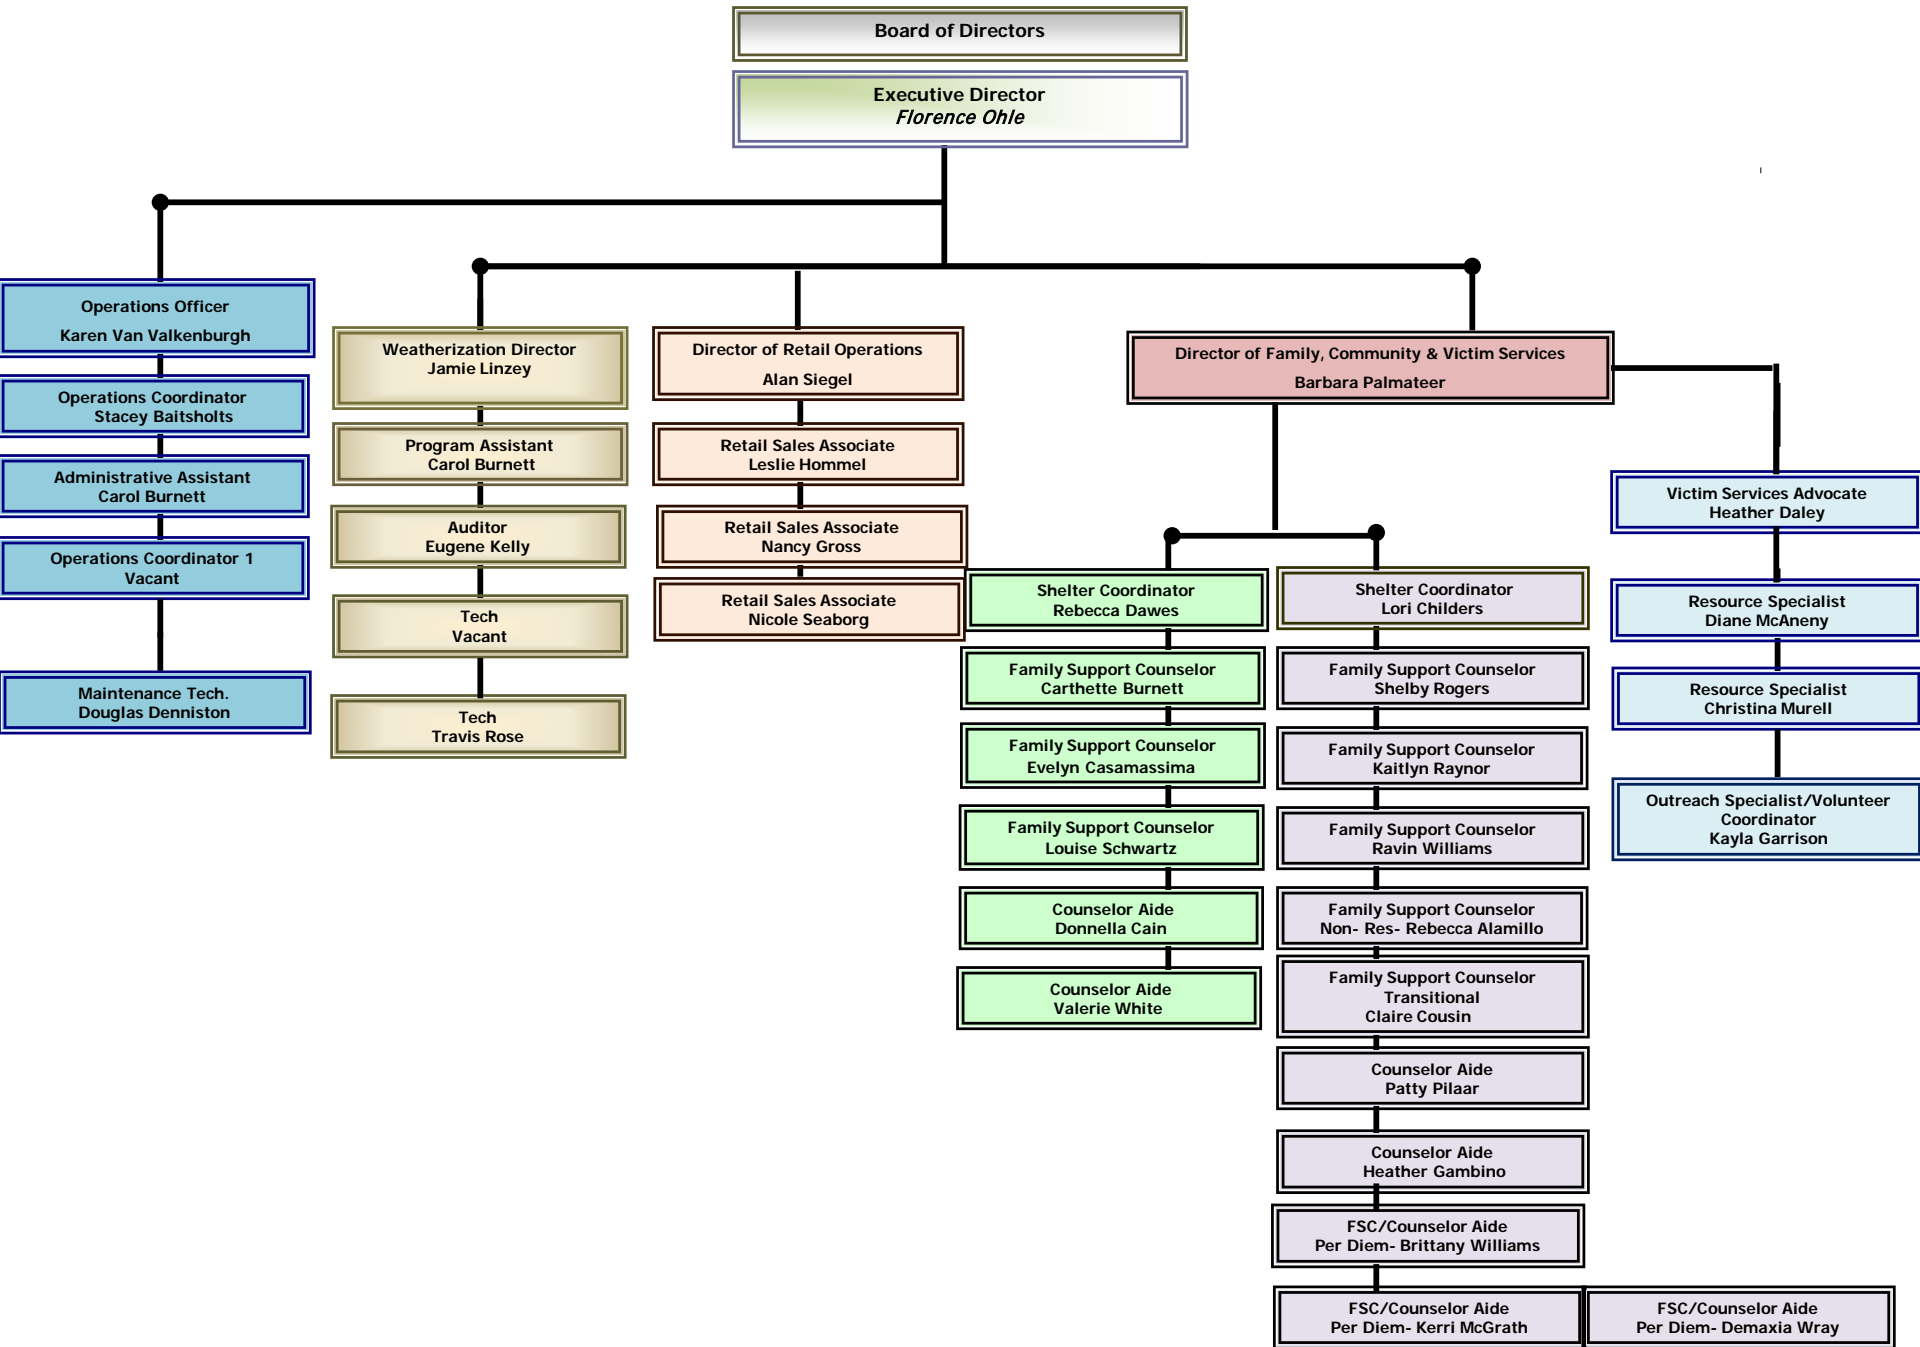 Board of Directors
Executive Director
Florence Ohle
Operations Officer
Karen Van Valkenburgh
Operations Coordinator
Stacey Baitsholts
Administrative Assistant
Carol Burnett
Operations Coordinator 1
Vacant
Maintenance Tech.
Douglas Denniston
Weatherization Director
Jamie Linzey
Program Assistant
Carol Burnett
Auditor
Eugene Kelly
Tech
Vacant
Tech
Travis Rose
Director of Retail Operations
Alan Siegel
Retail Sales Associate
Leslie Hommel
Retail Sales Associate
Nancy Gross
Retail Sales Associate
Nicole Seaborg
Director of Family, Community & Victim Services
Barbara Palmateer
Shelter Coordinator
Rebecca Dawes
Family Support Counselor
Carthette Burnett
Family Support Counselor
Evelyn Casamassima
Family Support Counselor
Louise Schwartz
Counselor Aide
Donnella Cain
Counselor Aide
Valerie White
Shelter Coordinator
Lori Childers
Family Support Counselor
Shelby Rogers
Family Support Counselor
Kaitlyn Raynor
Family Support Counselor
Ravin Williams
Family Support Counselor
Non- Res- Rebecca Alamillo
Family Support Counselor
Transitional
Claire Cousin
Counselor Aide
Patty Pilaar
Counselor Aide
Heather Gambino
FSC/Counselor Aide
Per Diem- Brittany Williams
FSC/Counselor Aide
Per Diem- Kerri McGrath
FSC/Counselor Aide
Per Diem- Demaxia Wray
Victim Services Advocate
Heather Daley
Resource Specialist
Diane McAneny
Resource Specialist
Christina Murell
Outreach Specialist/Volunteer
Coordinator
Kayla Garrison